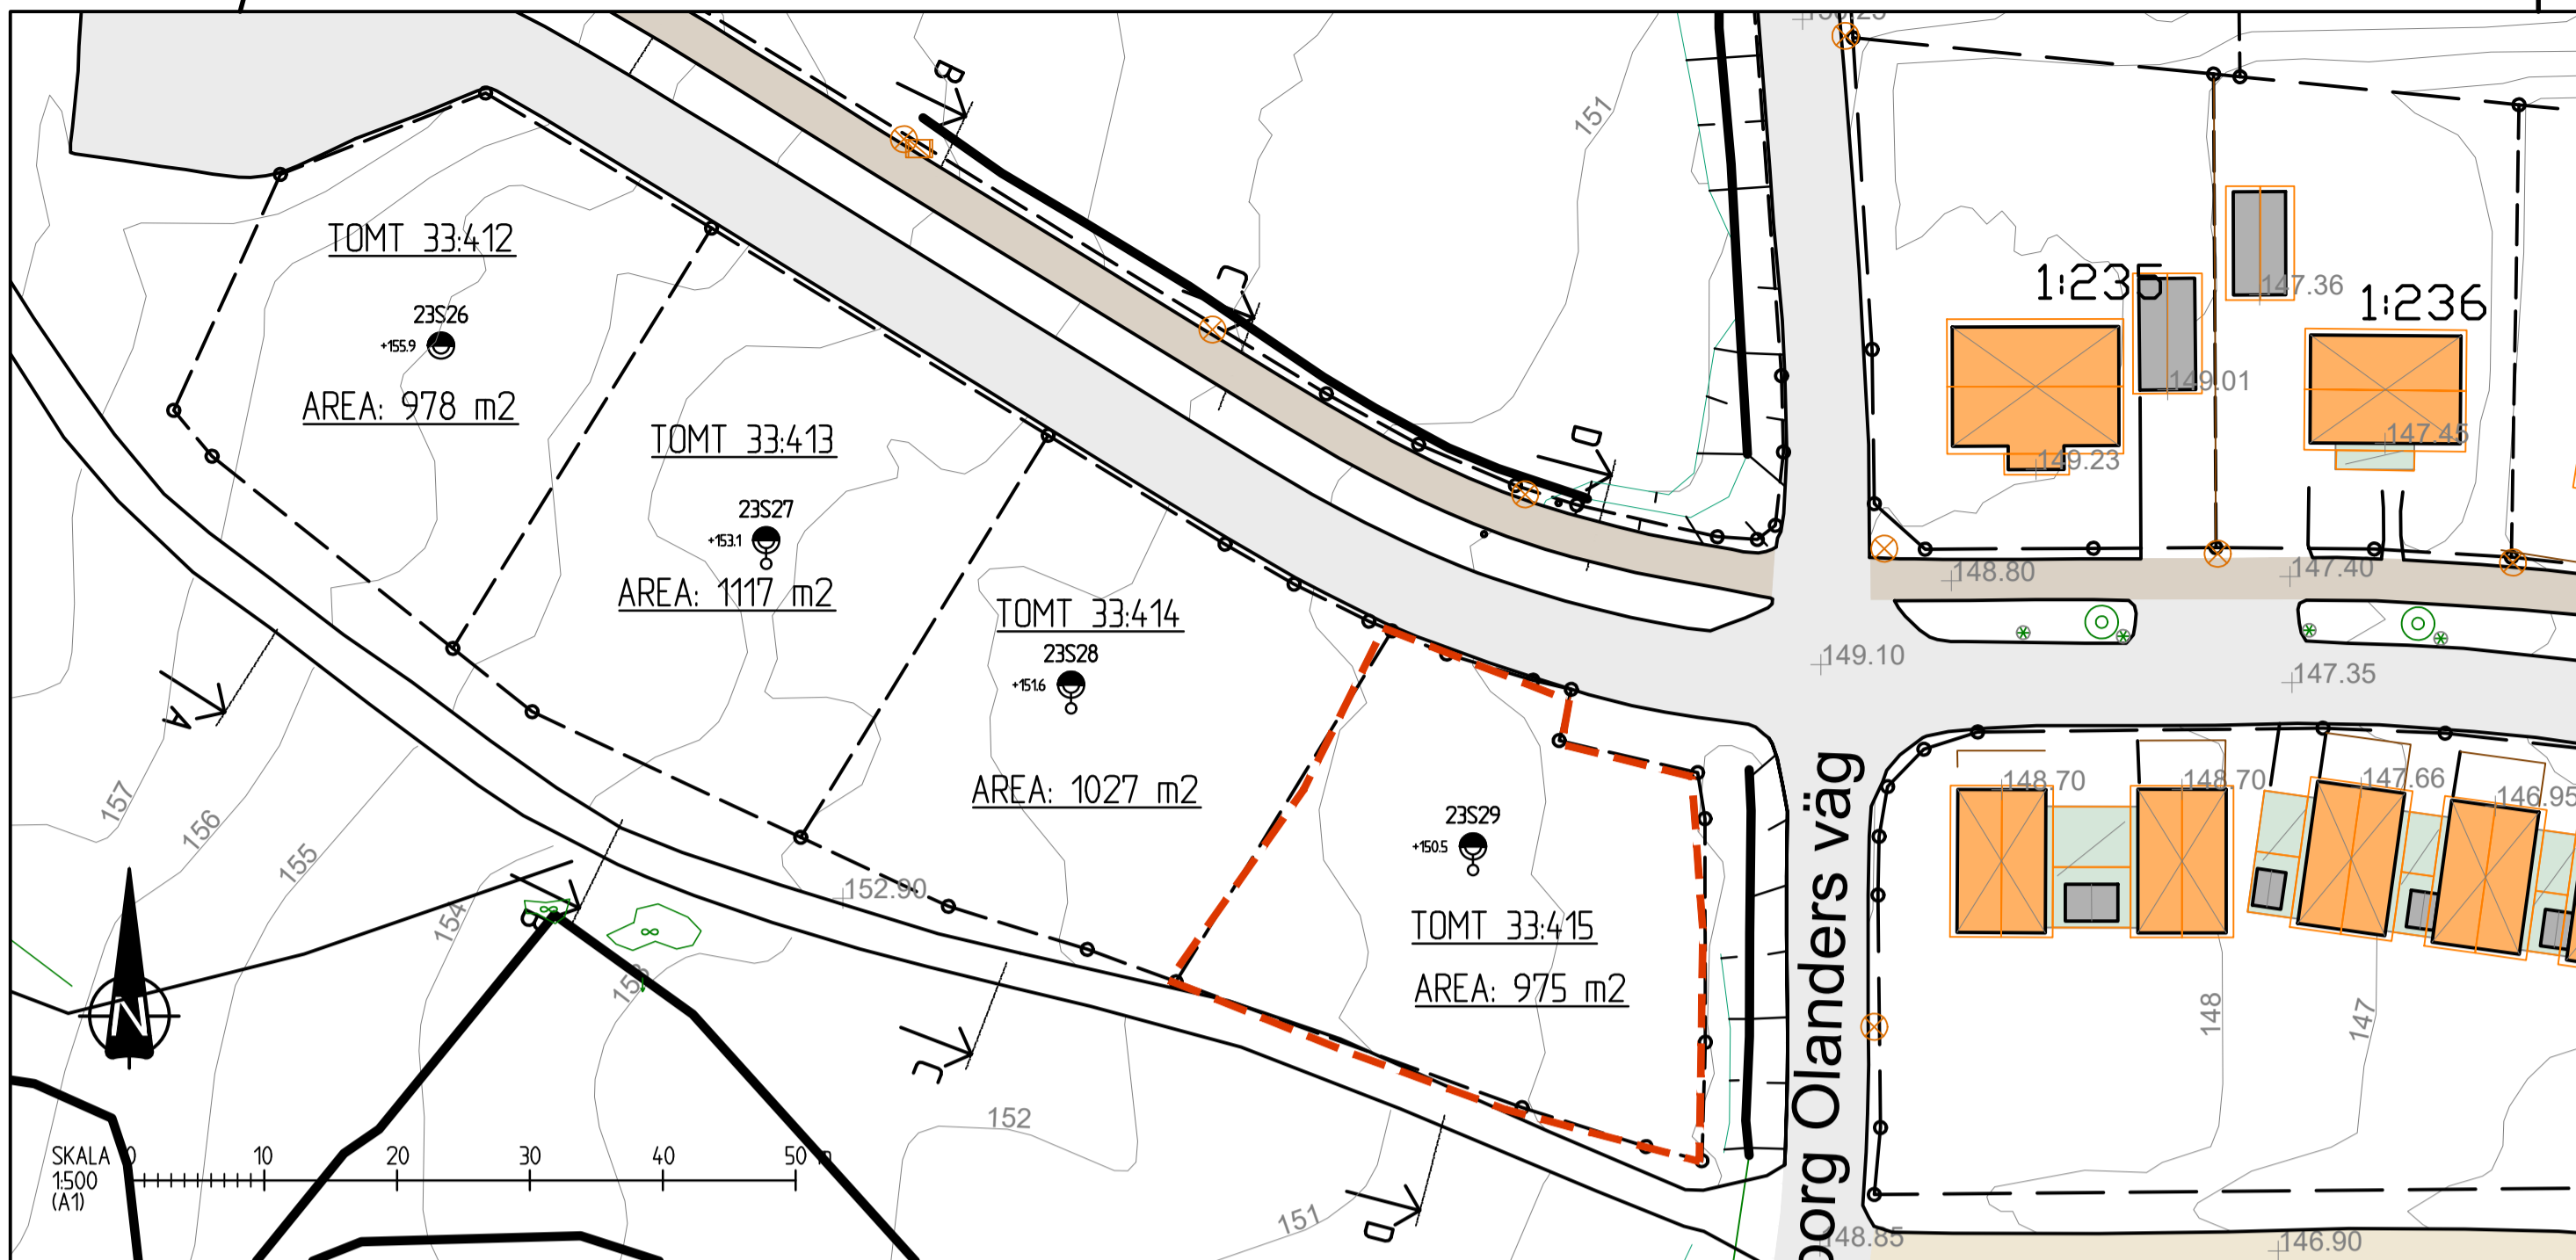 B
151
1:235
147.36
1:236
TOMT 33:412
23S26
+155.9
AREA: 978 m2
C
149.01
147.45
149.23
TOMT 33:413
D
23S27
+153.1
AREA: 1117 m2
148.80
147.40
TOMT 33:414
23S28
+151.6
149.10
147.35
A
AREA: 1027 m2
148.70
148.70
147.66
146.95
157
156
155
154
23S29
+150.5
152.90
B
TOMT 33:415
AREA: 975 m2
N
C
148
147
152
SKALA
1:500
(A1)
0 10 20 30 40 50 m
151
D
Olanders väg
148.85
146.90